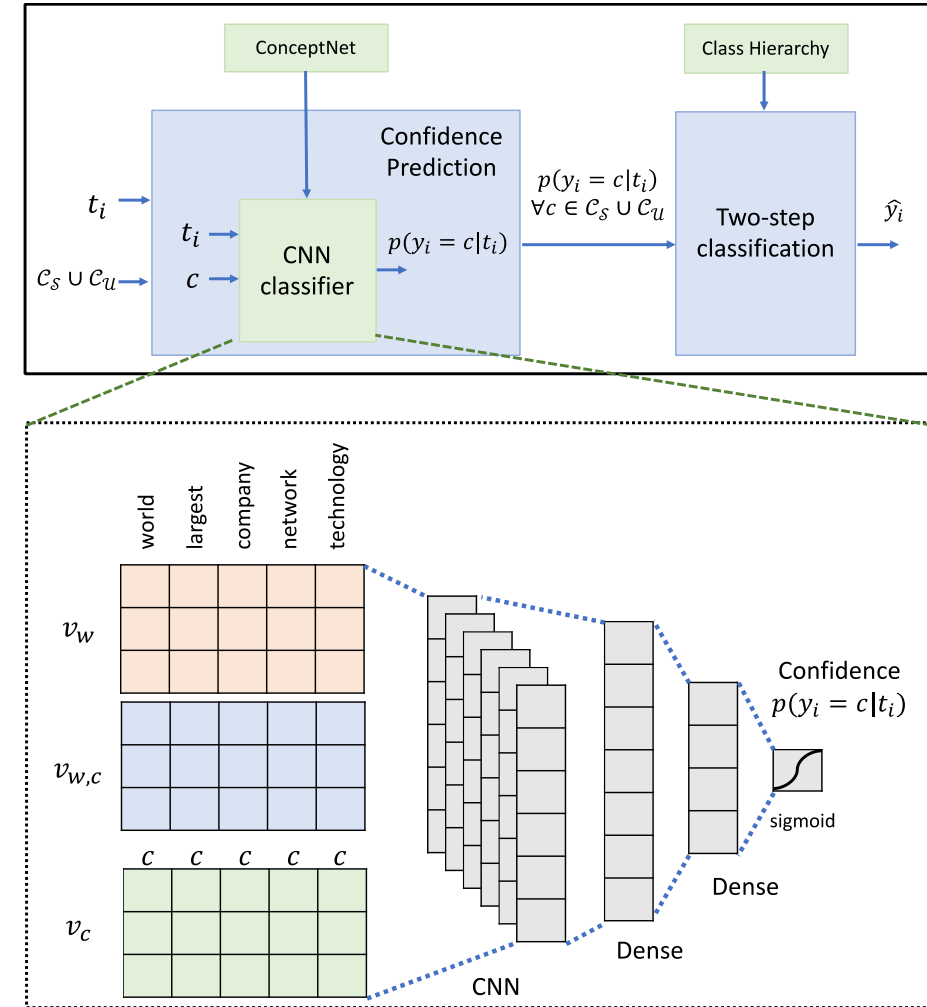 ConceptNet
Class Hierarchy
Confidence
Prediction
t_i
𝒞_𝒮 ∪ 𝒞_𝒰
t_i
c
CNN
classifier
p(y_i = c|t_i)
p(y_i = c|t_i)
∀c ∈ 𝒞_𝒮 ∪ 𝒞_𝒰
Two-step
classification
ŷ_i
world
largest
company
network
technology
v_w
v_{w,c}
c c c c c
v_c
CNN
Dense
Dense
Confidence
p(y_i = c|t_i)
sigmoid